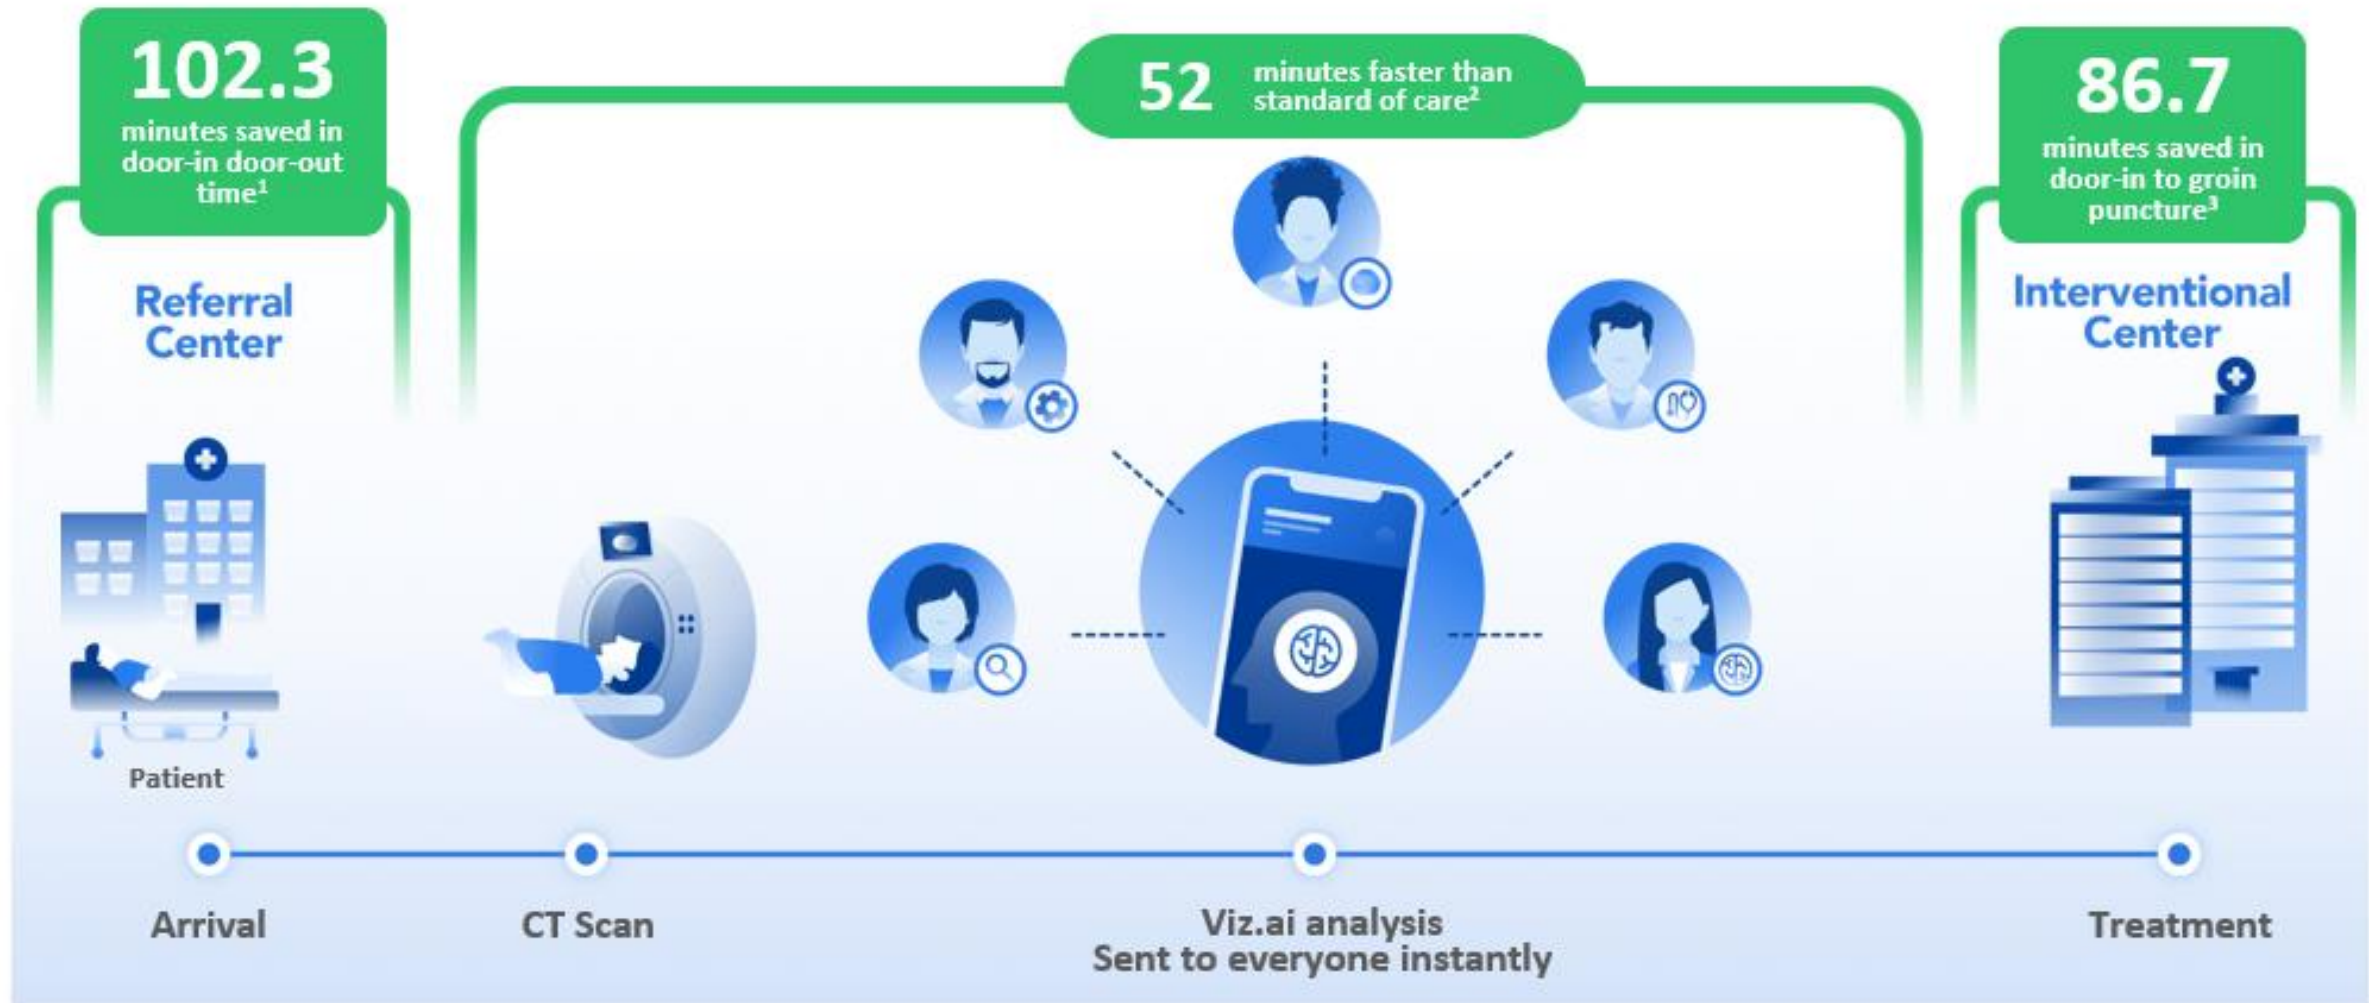 102.3
minutes saved in
door-in door-out
time¹
52
minutes faster than
standard of care²
86.7
minutes saved in
door-in to groin
puncture³
Referral
Center
Interventional
Center
Patient
Arrival
CT Scan
Viz.ai analysis
Sent to everyone instantly
Treatment